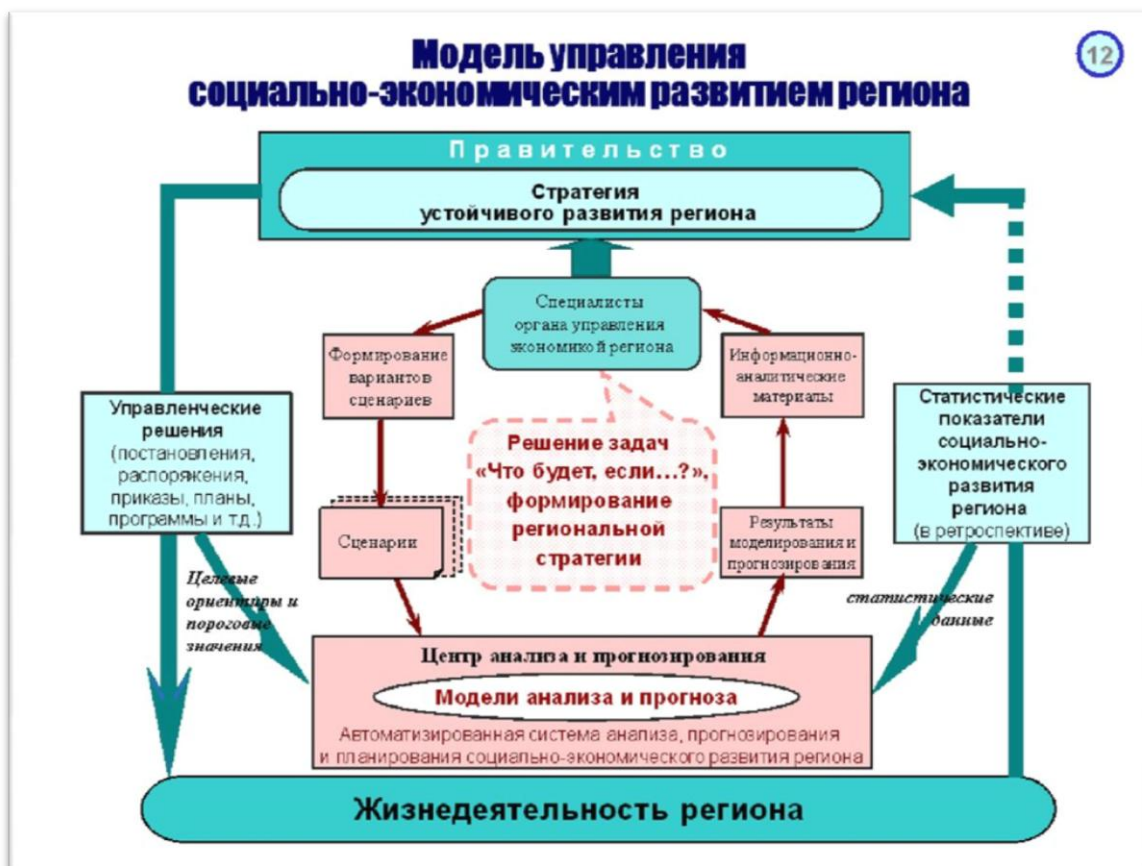 Модель управления
социально-экономическим развитием региона
12
Правительство
Стратегия
устойчивого развития региона
Специалисты
органа управления
экономикой региона
Формирование
вариантов
сценариев
Информационно-
аналитические
материалы
Управленческие
решения
(постановления,
распоряжения,
приказы, планы,
программы и т.д.)
Статистические
показатели
социально-
экономического
развития
региона
(в ретроспективе)
Решение задач
«Что будет, если...?»,
формирование
региональной
стратегии
Сценарии
Результаты
моделирования и
прогнозирования
Целевые
ориентиры и
пороговые
значения
статистические
данные
Центр анализа и прогнозирования
Модели анализа и прогноза
Автоматизированная система анализа, прогнозирования
и планирования социально-экономического развития региона
Жизнедеятельность региона